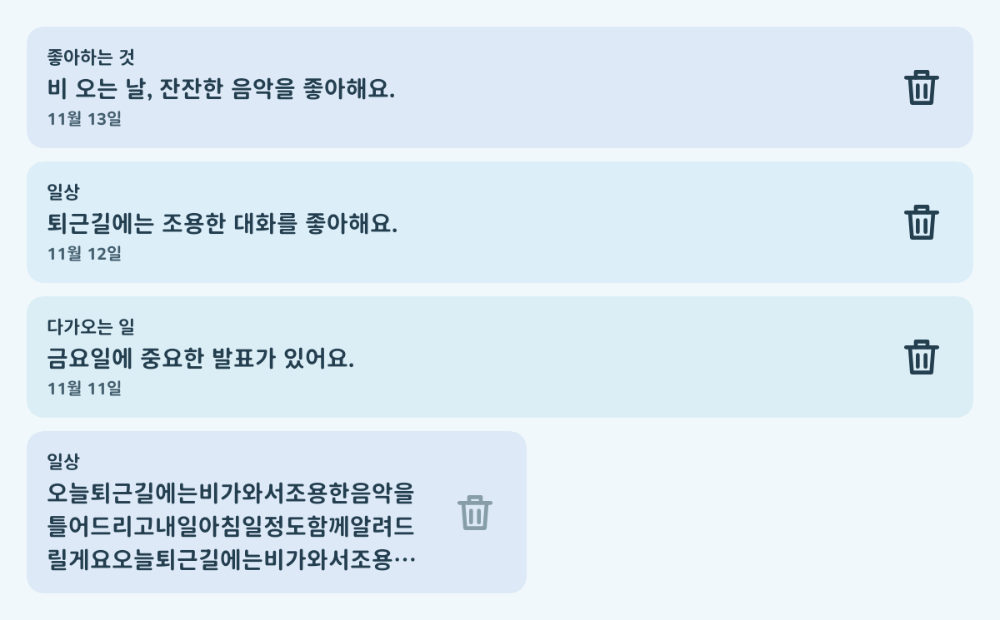 좋아하는 것
비 오는 날, 잔잔한 음악을 좋아해요.
11월 13일
일상
퇴근길에는 조용한 대화를 좋아해요.
11월 12일
다가오는 일
금요일에 중요한 발표가 있어요.
11월 11일
일상
오늘퇴근길에는비가와서조용한음악을
틀어드리고내일아침일정도함께알려드
릴게요오늘퇴근길에는비가와서조용…